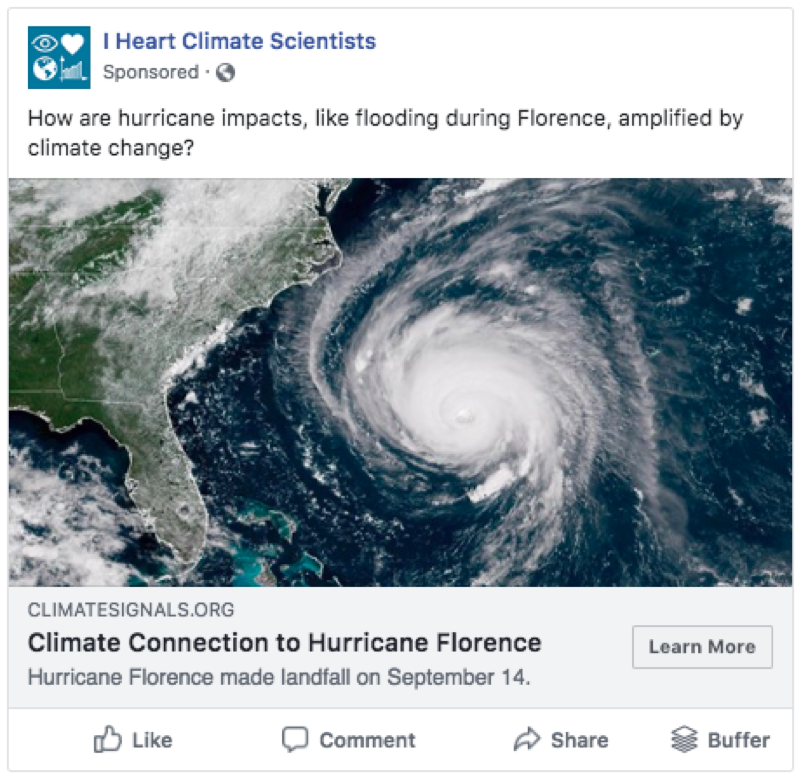 I Heart Climate Scientists
Sponsored ·
How are hurricane impacts, like flooding during Florence, amplified by
climate change?
CLIMATESIGNALS.ORG
Climate Connection to Hurricane Florence
Learn More
Hurricane Florence made landfall on September 14.
Like Comment Share Buffer